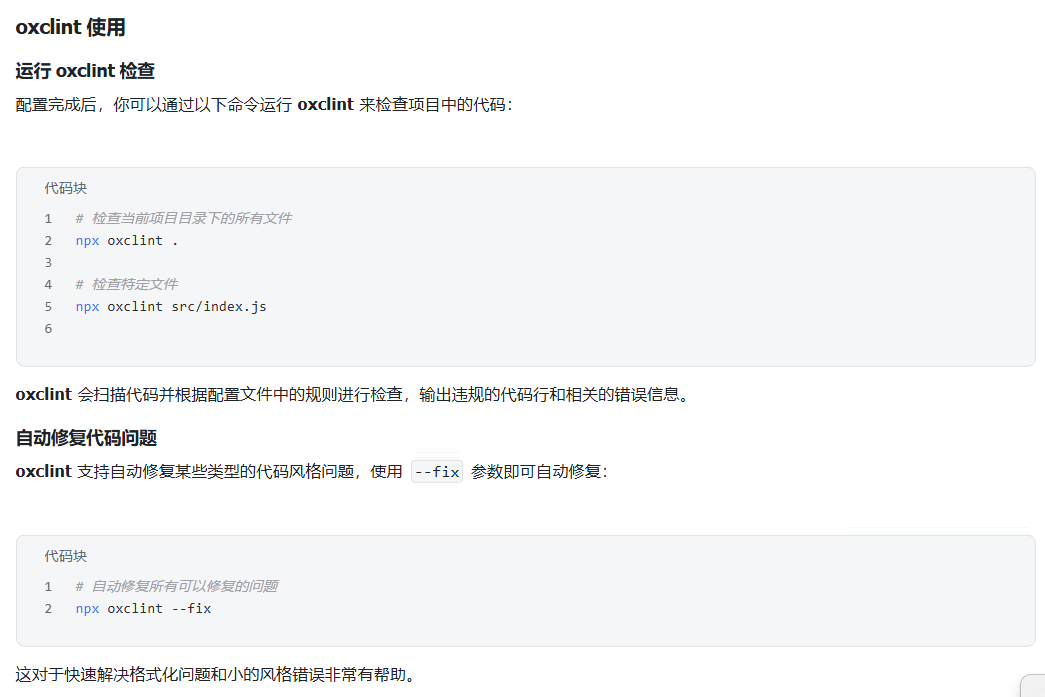 oxclint 使用
运行 oxclint 检查
配置完成后，你可以通过以下命令运行 oxclint 来检查项目中的代码：
代码块
1 # 检查当前项目目录下的所有文件
2 npx oxclint .
3
4 # 检查特定文件
5 npx oxclint src/index.js
6
oxclint 会扫描代码并根据配置文件中的规则进行检查，输出违规的代码行和相关的错误信息。
自动修复代码问题
oxclint 支持自动修复某些类型的代码风格问题，使用 --fix 参数即可自动修复：
代码块
1 # 自动修复所有可以修复的问题
2 npx oxclint --fix
这对于快速解决格式化问题和小的风格错误非常有帮助。